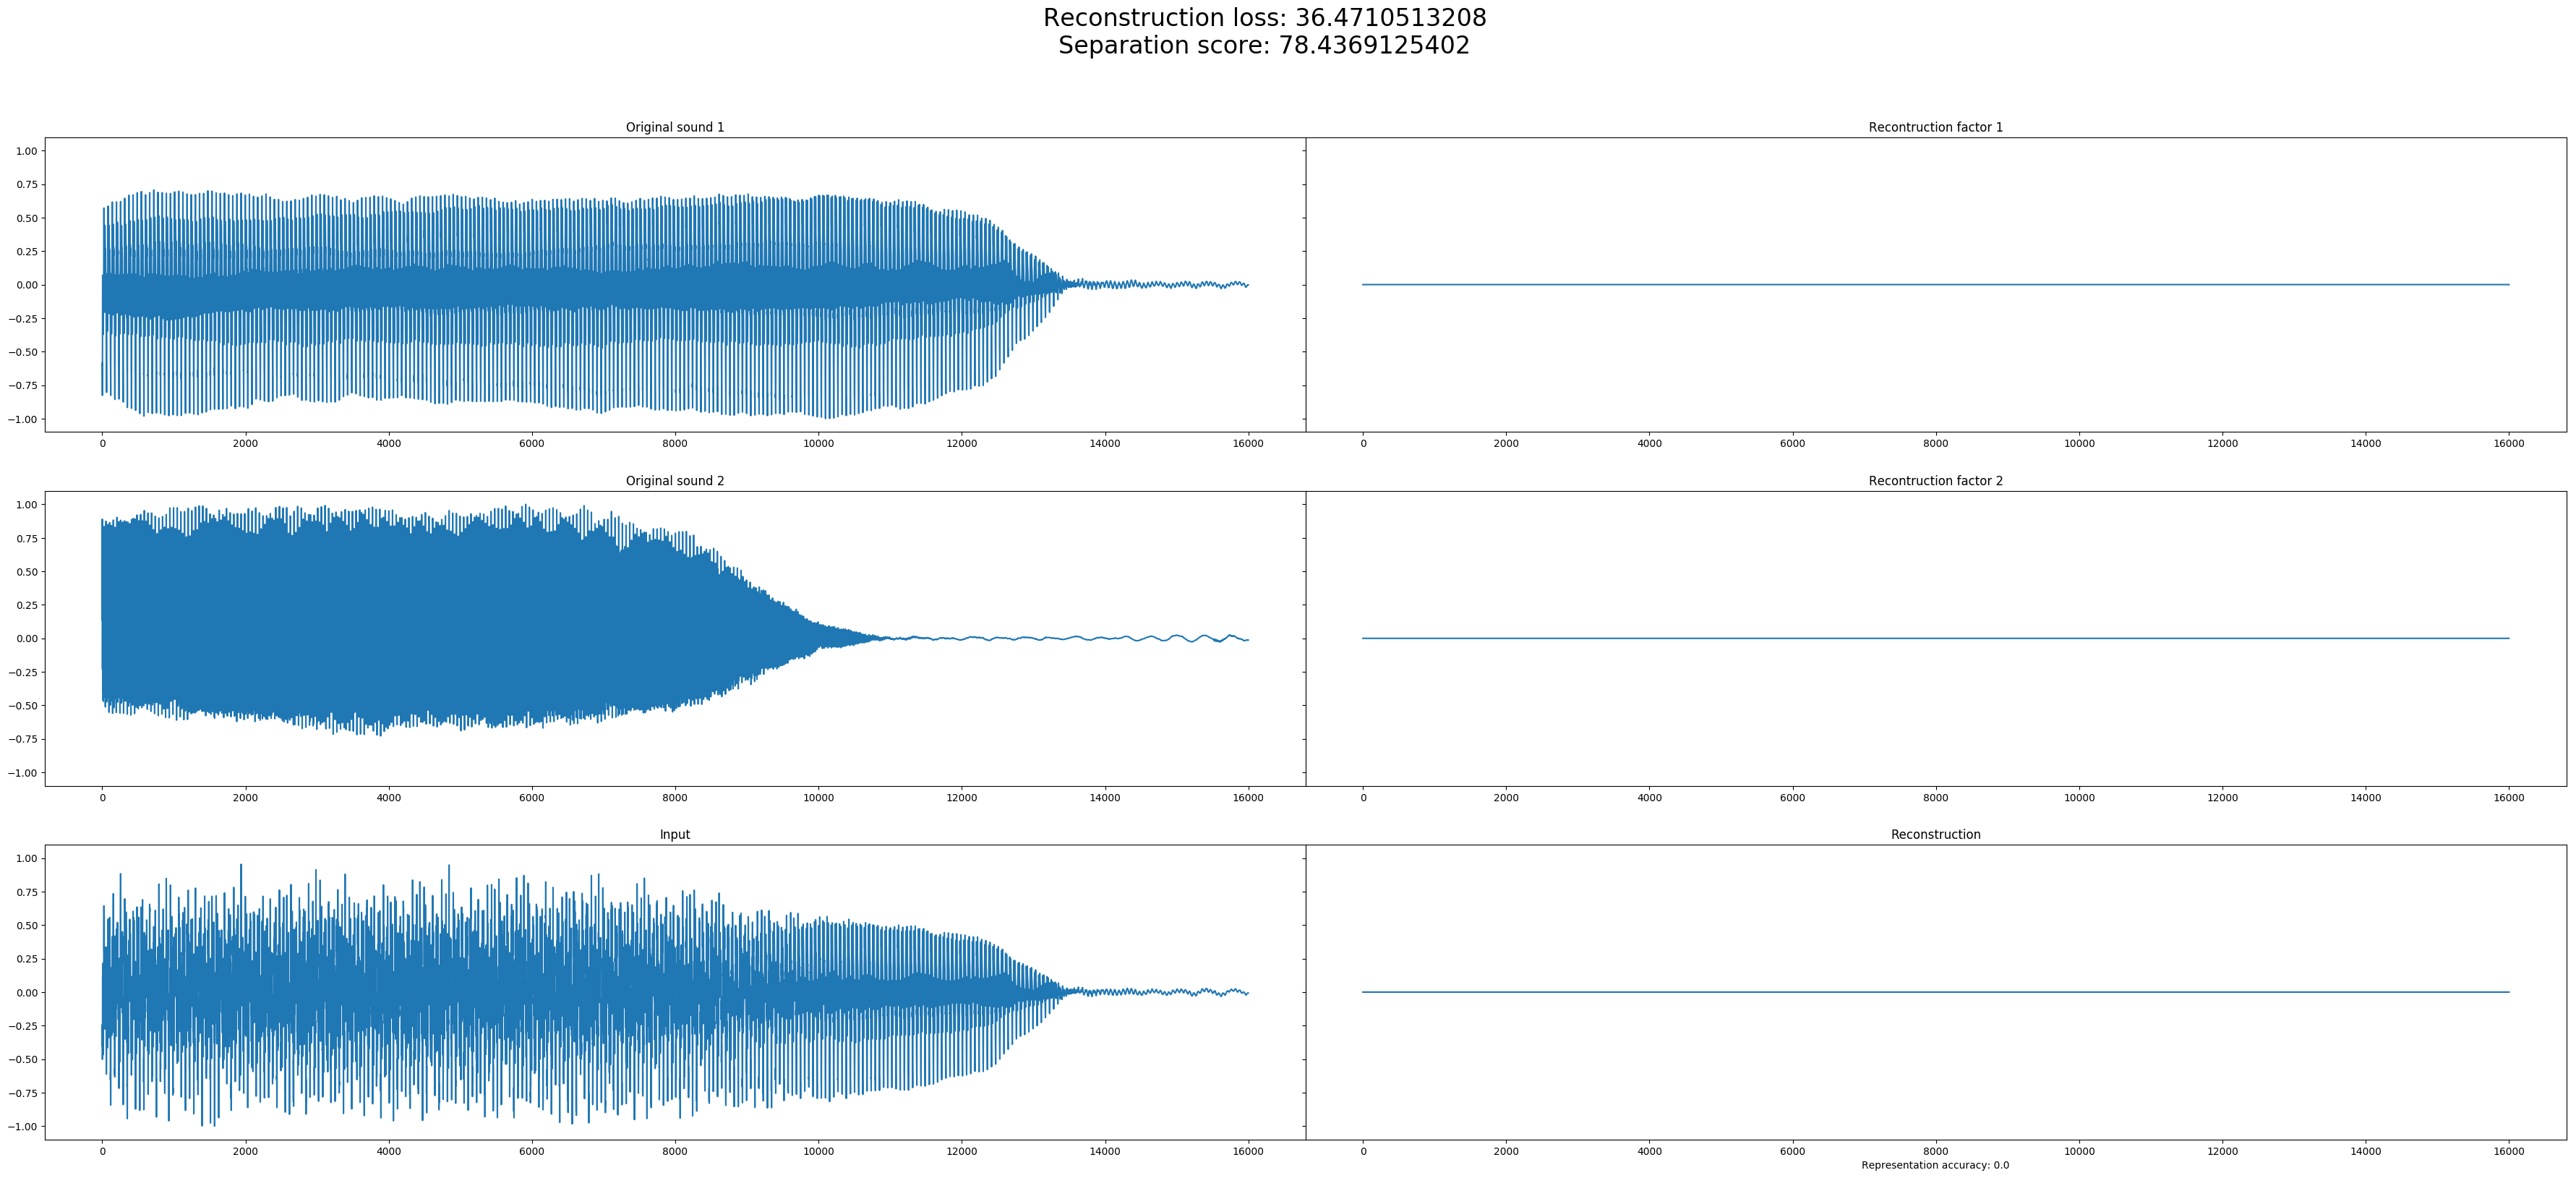 Reconstruction loss: 36.4710513208
Separation score: 78.4369125402
Original sound 1
Recontruction factor 1
1.00
0.75
0.50
0.25
0.00
−0.25
−0.50
−0.75
−1.00
0 2000 4000 6000 8000 10000 12000 14000 16000
0 2000 4000 6000 8000 10000 12000 14000 16000
Original sound 2
Recontruction factor 2
1.00
0.75
0.50
0.25
0.00
−0.25
−0.50
−0.75
−1.00
0 2000 4000 6000 8000 10000 12000 14000 16000
0 2000 4000 6000 8000 10000 12000 14000 16000
Input
Reconstruction
1.00
0.75
0.50
0.25
0.00
−0.25
−0.50
−0.75
−1.00
0 2000 4000 6000 8000 10000 12000 14000 16000
0 2000 4000 6000 8000 10000 12000 14000 16000
Representation accuracy: 0.0